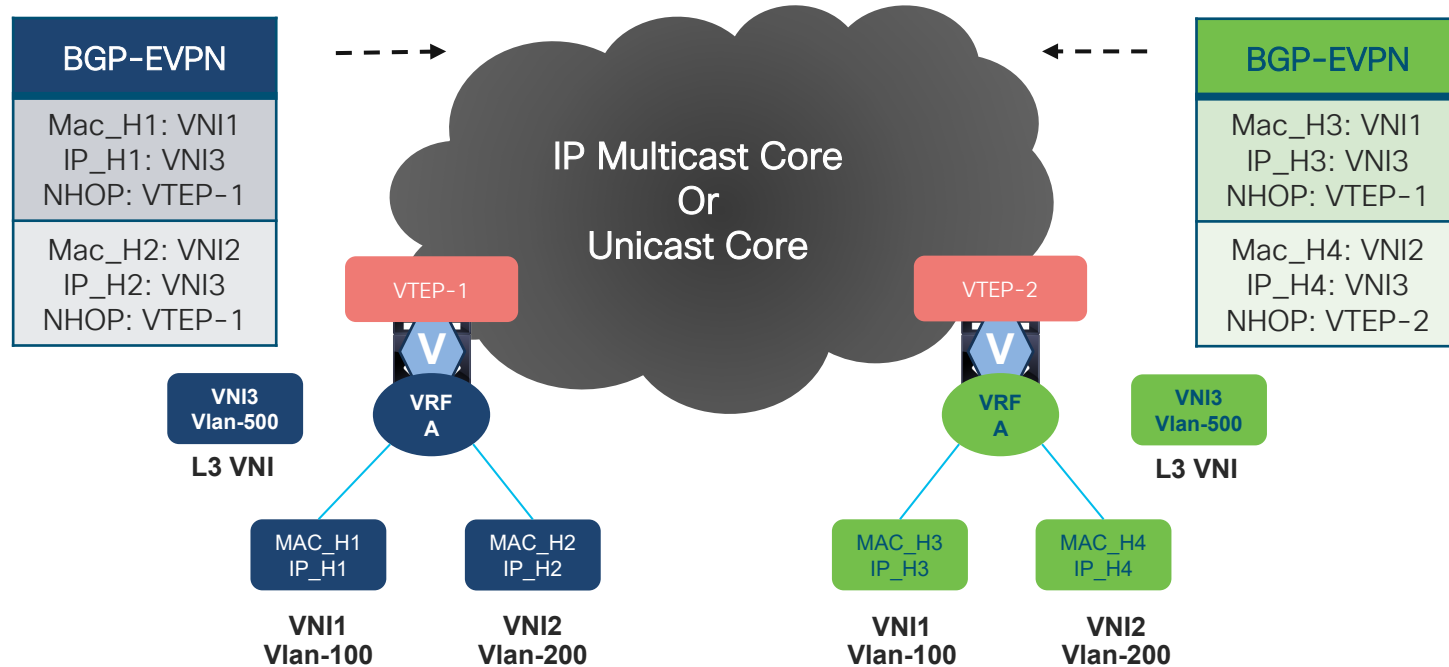 BGP-EVPN
Mac_H1: VNI1
IP_H1: VNI3
NHOP: VTEP-1
Mac_H2: VNI2
IP_H2: VNI3
NHOP: VTEP-1
IP Multicast Core
Or
Unicast Core
BGP-EVPN
Mac_H3: VNI1
IP_H3: VNI3
NHOP: VTEP-1
Mac_H4: VNI2
IP_H4: VNI3
NHOP: VTEP-2
VTEP-1
VTEP-2
V
V
VNI3
Vlan-500
L3 VNI
VRF
A
VRF
A
VNI3
Vlan-500
L3 VNI
MAC_H1
IP_H1
MAC_H2
IP_H2
MAC_H3
IP_H3
MAC_H4
IP_H4
VNI1
Vlan-100
VNI2
Vlan-200
VNI1
Vlan-100
VNI2
Vlan-200